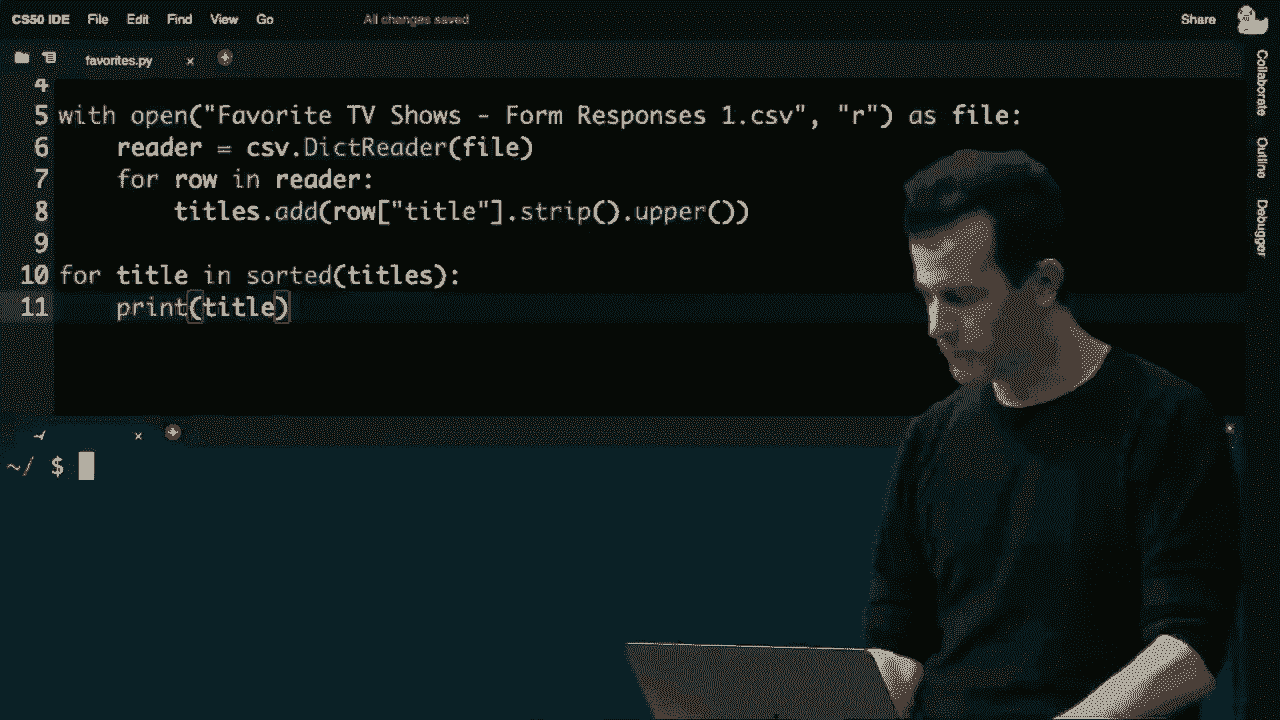 CS50 IDE File Edit Find View Go All changes saved Share
favorites.py x +
4
5 with open("Favorite TV Shows - Form Responses 1.csv", "r") as file:
6     reader = csv.DictReader(file)
7     for row in reader:
8         titles.add(row["title"].strip().upper())
9
10 for title in sorted(titles):
11     print(title)
~/ x +
~/ $
Collaborate
Outline
Debugger